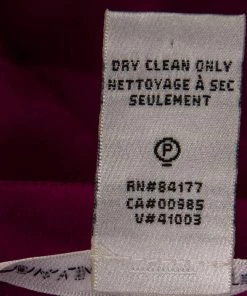 DRY CLEAN ONLY
NETTOYAGE À SEC
SEULEMENT
P
RN#84177
CA#00985
V#41003